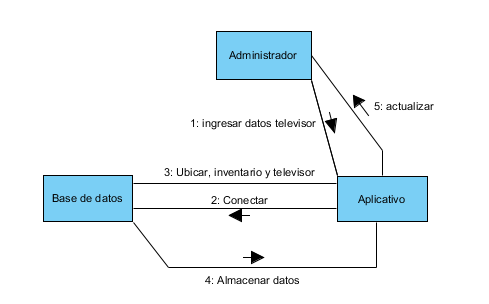 Administrador
5: actualizar
1: ingresar datos televisor
3: Ubicar, inventario y televisor
Base de datos
2: Conectar
Aplicativo
4: Almacenar datos